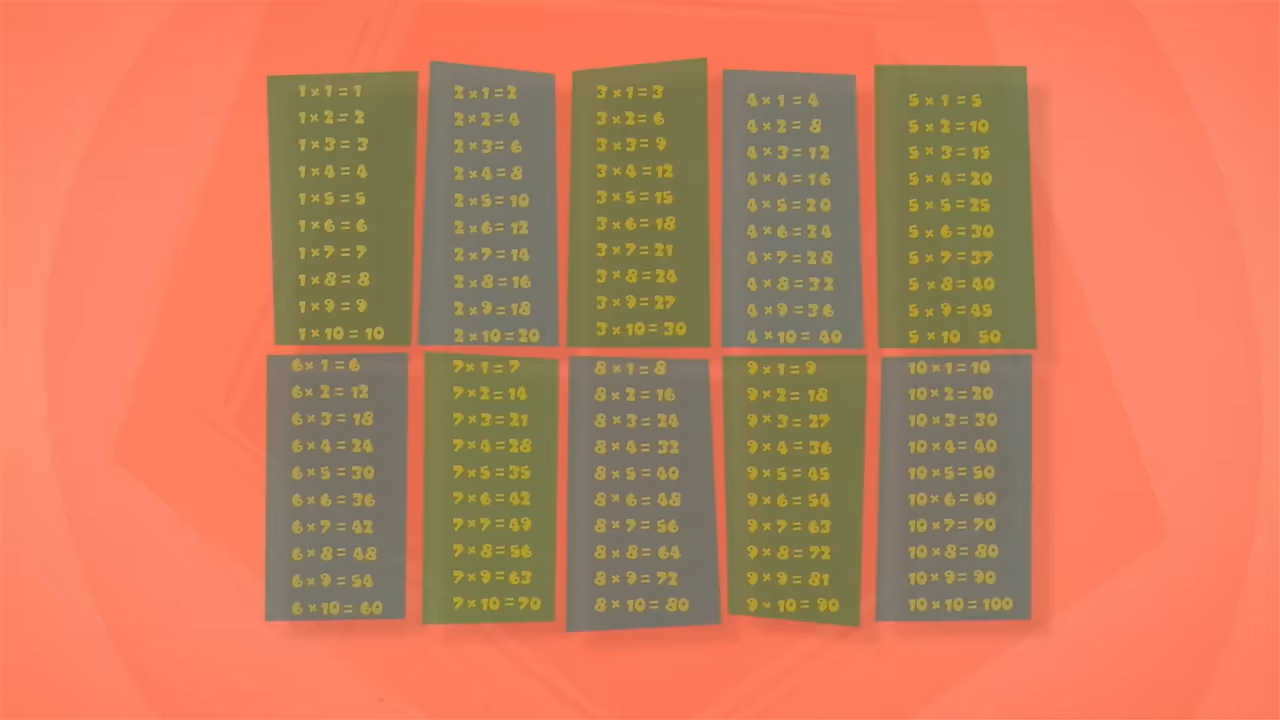 1 × 1 = 1
1 × 2 = 2
1 × 3 = 3
1 × 4 = 4
1 × 5 = 5
1 × 6 = 6
1 × 7 = 7
1 × 8 = 8
1 × 9 = 9
1 × 10 = 10
2 × 1 = 2
2 × 2 = 4
2 × 3 = 6
2 × 4 = 8
2 × 5 = 10
2 × 6 = 12
2 × 7 = 14
2 × 8 = 16
2 × 9 = 18
2 × 10 = 20
3 × 1 = 3
3 × 2 = 6
3 × 3 = 9
3 × 4 = 12
3 × 5 = 15
3 × 6 = 18
3 × 7 = 21
3 × 8 = 24
3 × 9 = 27
3 × 10 = 30
4 × 1 = 4
4 × 2 = 8
4 × 3 = 12
4 × 4 = 16
4 × 5 = 20
4 × 6 = 24
4 × 7 = 28
4 × 8 = 32
4 × 9 = 36
4 × 10 = 40
5 × 1 = 5
5 × 2 = 10
5 × 3 = 15
5 × 4 = 20
5 × 5 = 25
5 × 6 = 30
5 × 7 = 37
5 × 8 = 40
5 × 9 = 45
5 × 10 50
6 × 1 = 6
6 × 2 = 12
6 × 3 = 18
6 × 4 = 24
6 × 5 = 30
6 × 6 = 36
6 × 7 = 42
6 × 8 = 48
6 × 9 = 54
6 × 10 = 60
7 × 1 = 7
7 × 2 = 14
7 × 3 = 21
7 × 4 = 28
7 × 5 = 35
7 × 6 = 42
7 × 7 = 49
7 × 8 = 56
7 × 9 = 63
7 × 10 = 70
8 × 1 = 8
8 × 2 = 16
8 × 3 = 24
8 × 4 = 32
8 × 5 = 40
8 × 6 = 48
8 × 7 = 56
8 × 8 = 64
8 × 9 = 72
8 × 10 = 80
9 × 1 = 9
9 × 2 = 18
9 × 3 = 27
9 × 4 = 36
9 × 5 = 45
9 × 6 = 54
9 × 7 = 63
9 × 8 = 72
9 × 9 = 81
9 × 10 = 90
10 × 1 = 10
10 × 2 = 20
10 × 3 = 30
10 × 4 = 40
10 × 5 = 50
10 × 6 = 60
10 × 7 = 70
10 × 8 = 80
10 × 9 = 90
10 × 10 = 100